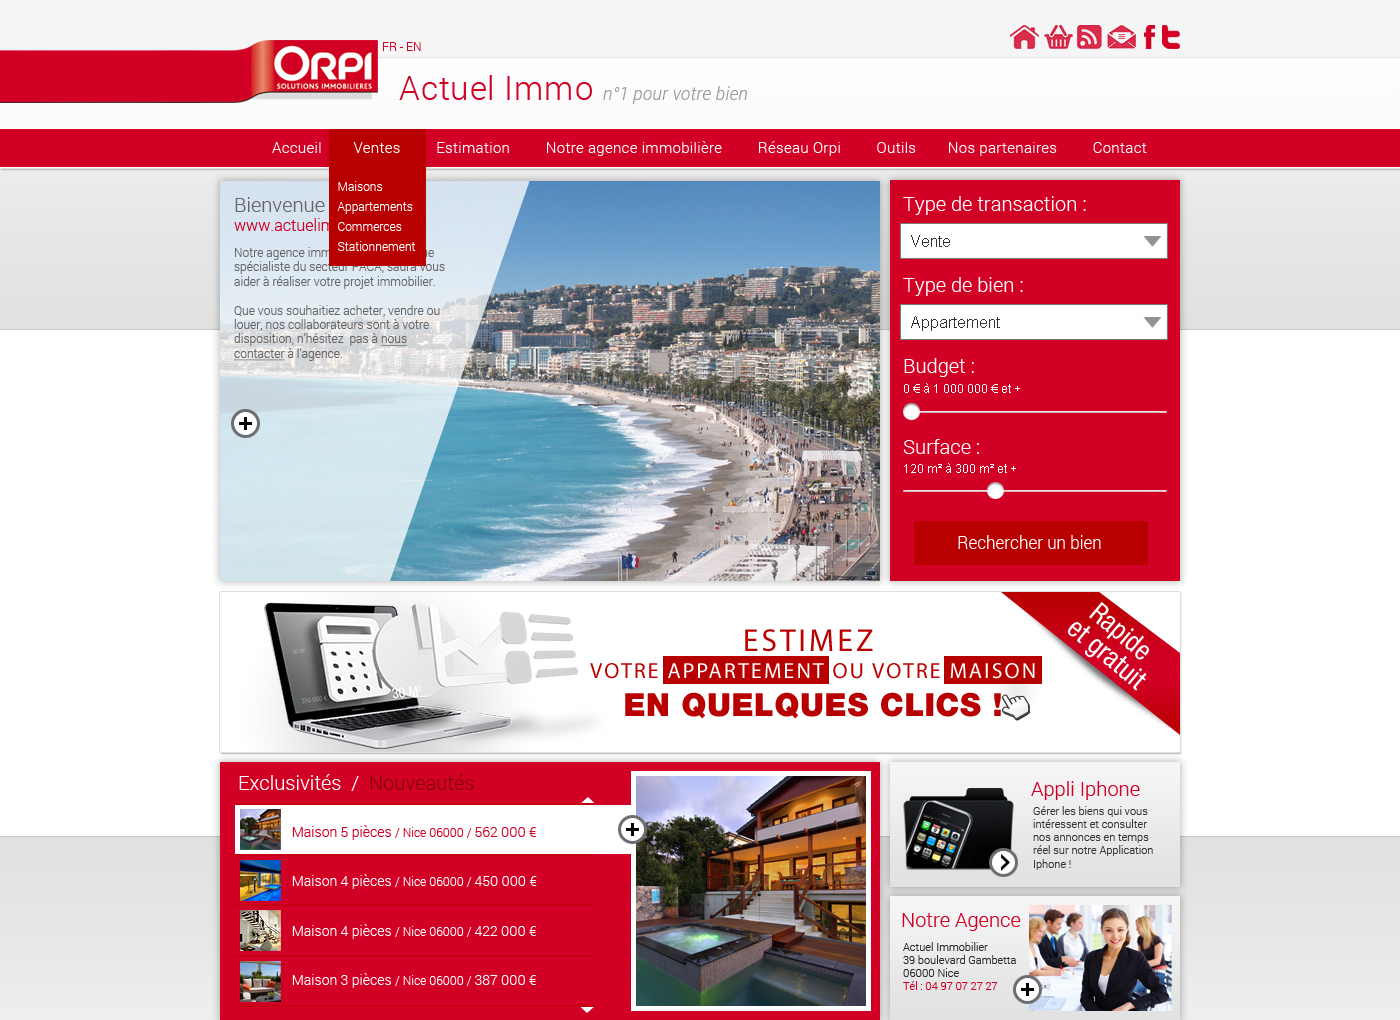 FR - EN
ORPI
SOLUTIONS IMMOBILIERES
Actuel Immo n°1 pour votre bien
Accueil Ventes Estimation Notre agence immobilière Réseau Orpi Outils Nos partenaires Contact
Maisons
Appartements
Commerces
Stationnement
Bienvenue
www.actuelim
Notre agence imm ue
spécialiste du secteur PACA, saura vous
aider à réaliser votre projet immobilier.
Que vous souhaitiez acheter, vendre ou
louer, nos collaborateurs sont à votre
disposition, n'hésitez pas à nous
contacter à l'agence.
Type de transaction :
Vente
Type de bien :
Appartement
Budget :
0 € à 1 000 000 € et +
Surface :
120 m² à 300 m² et +
Rechercher un bien
30 M²
350 000 €
30 M²
ESTIMEZ
VOTRE APPARTEMENT OU VOTRE MAISON
EN QUELQUES CLICS !
Rapide
et gratuit
Exclusivités / Nouveautés
Maison 5 pièces / Nice 06000 / 562 000 €
Maison 4 pièces / Nice 06000 / 450 000 €
Maison 4 pièces / Nice 06000 / 422 000 €
Maison 3 pièces / Nice 06000 / 387 000 €
Appli Iphone
Gérer les biens qui vous
intéressent et consulter
nos annonces en temps
réel sur notre Application
Iphone !
Notre Agence
Actuel Immobilier
39 boulevard Gambetta
06000 Nice
Tél : 04 97 07 27 27